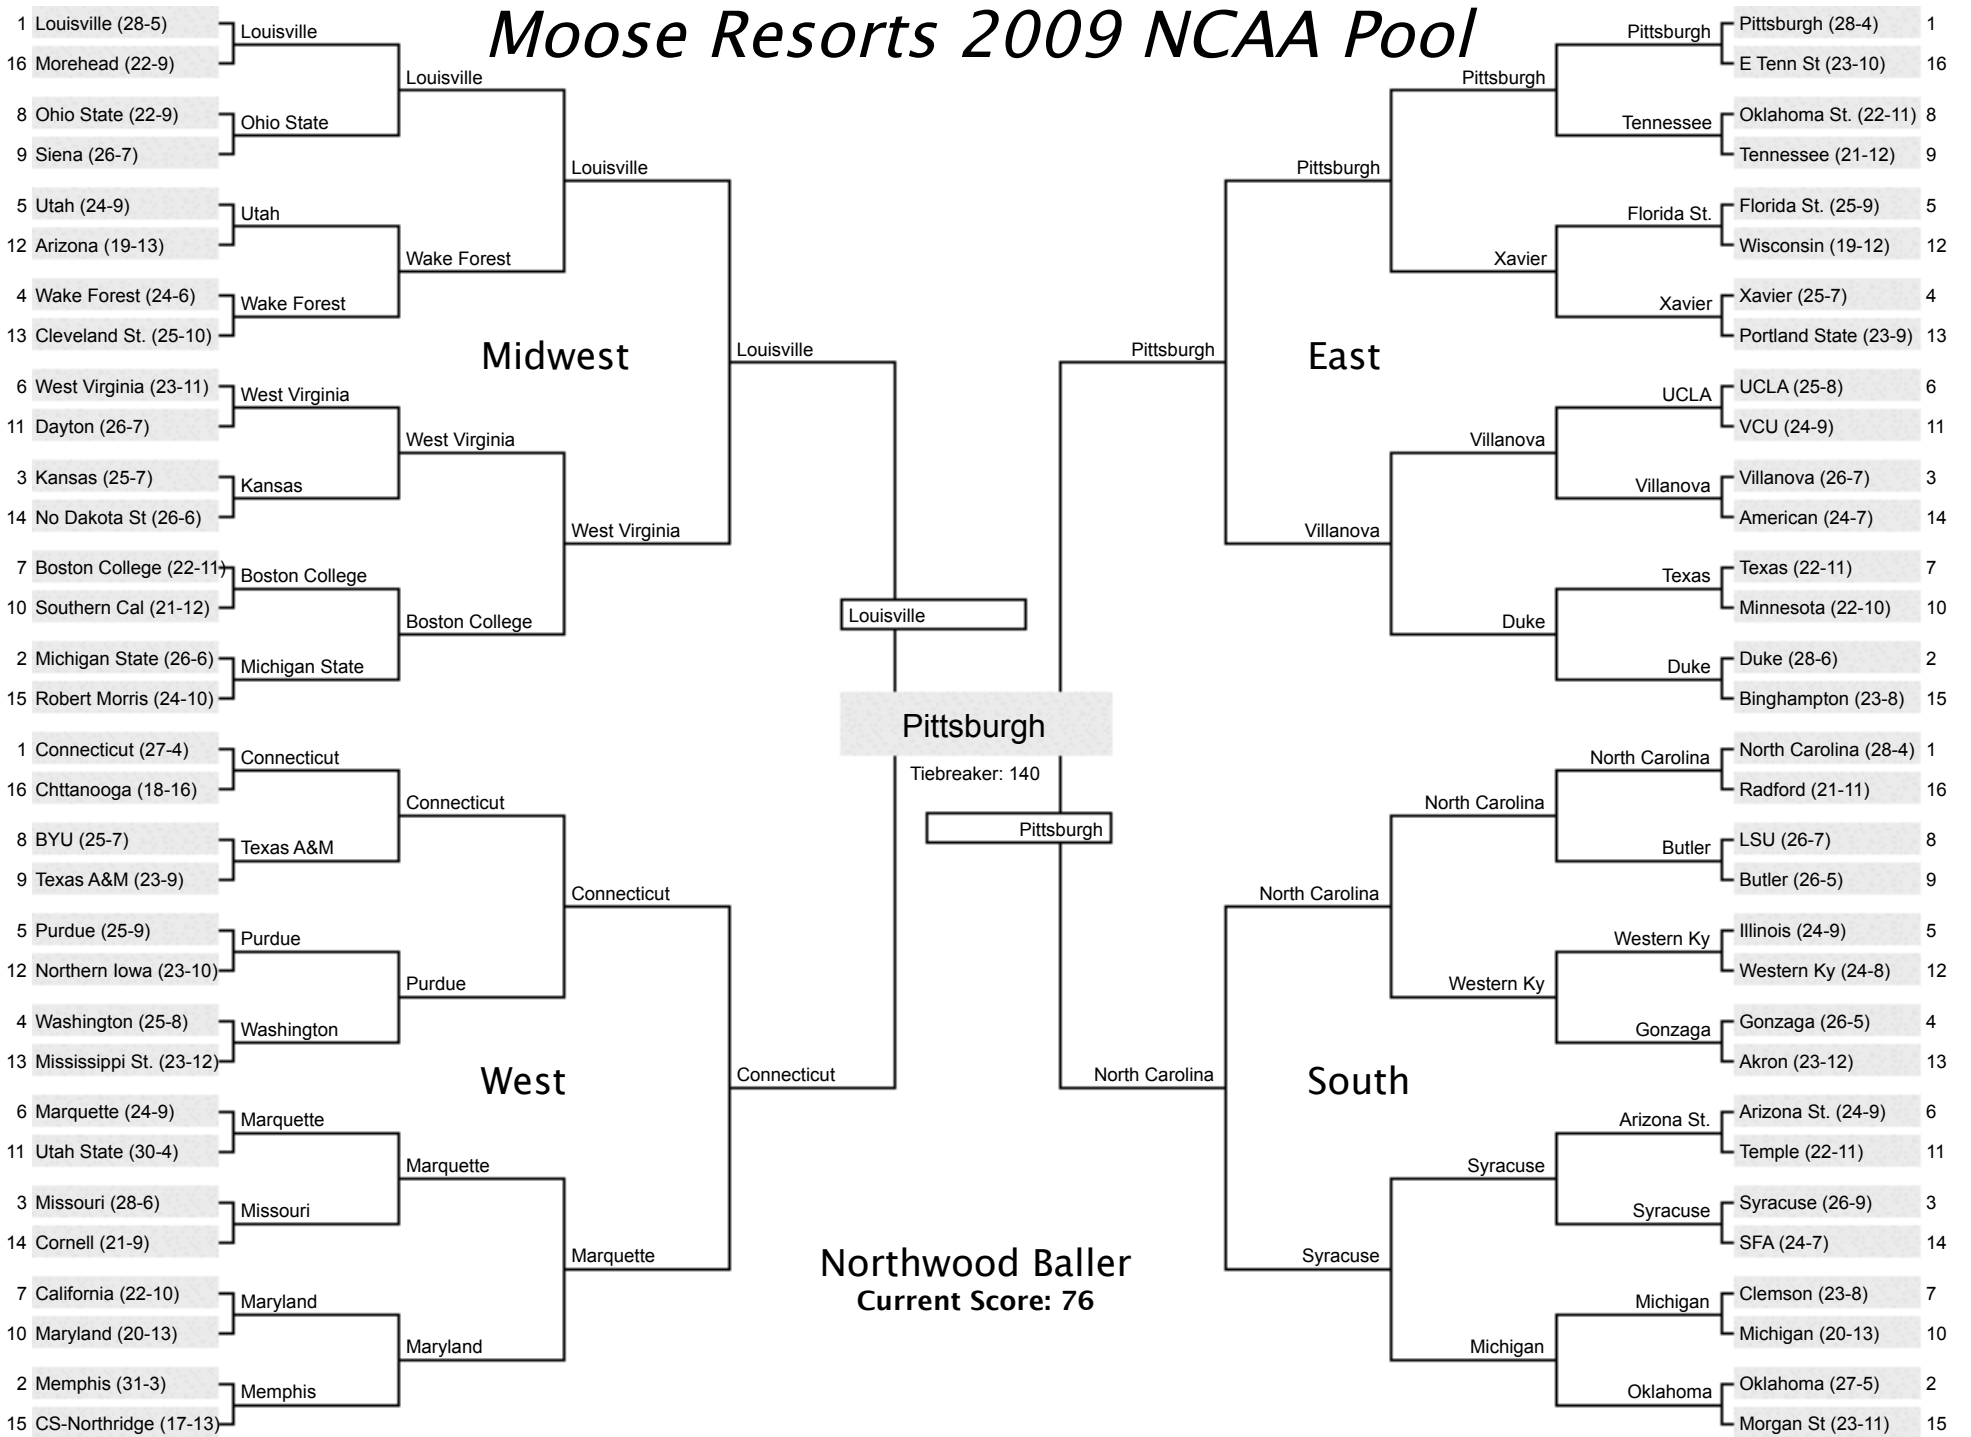 Moose Resorts 2009 NCAA Pool
1 Louisville (28-5)
16 Morehead (22-9)
8 Ohio State (22-9)
9 Siena (26-7)
5 Utah (24-9)
12 Arizona (19-13)
4 Wake Forest (24-6)
13 Cleveland St. (25-10)
6 West Virginia (23-11)
11 Dayton (26-7)
3 Kansas (25-7)
14 No Dakota St (26-6)
7 Boston College (22-11)
10 Southern Cal (21-12)
2 Michigan State (26-6)
15 Robert Morris (24-10)
Louisville
Ohio State
Utah
Wake Forest
West Virginia
Kansas
Boston College
Michigan State
Louisville
Wake Forest
West Virginia
Boston College
Louisville
West Virginia
Midwest
Louisville
1 Connecticut (27-4)
16 Chttanooga (18-16)
8 BYU (25-7)
9 Texas A&M (23-9)
5 Purdue (25-9)
12 Northern Iowa (23-10)
4 Washington (25-8)
13 Mississippi St. (23-12)
6 Marquette (24-9)
11 Utah State (30-4)
3 Missouri (28-6)
14 Cornell (21-9)
7 California (22-10)
10 Maryland (20-13)
2 Memphis (31-3)
15 CS-Northridge (17-13)
Connecticut
Texas A&M
Purdue
Washington
Marquette
Missouri
Maryland
Memphis
Connecticut
Purdue
Marquette
Maryland
Connecticut
Marquette
West
Connecticut
Louisville
Pittsburgh
Tiebreaker: 140
Pittsburgh
Northwood Baller
Current Score: 76
Pittsburgh
East
Pittsburgh
Villanova
Pittsburgh
Xavier
Villanova
Duke
Pittsburgh
Tennessee
Florida St.
Xavier
UCLA
Villanova
Texas
Duke
Pittsburgh (28-4) 1
E Tenn St (23-10) 16
Oklahoma St. (22-11) 8
Tennessee (21-12) 9
Florida St. (25-9) 5
Wisconsin (19-12) 12
Xavier (25-7) 4
Portland State (23-9) 13
UCLA (25-8) 6
VCU (24-9) 11
Villanova (26-7) 3
American (24-7) 14
Texas (22-11) 7
Minnesota (22-10) 10
Duke (28-6) 2
Binghampton (23-8) 15
North Carolina
South
North Carolina
Syracuse
North Carolina
Western Ky
Syracuse
Michigan
North Carolina
Butler
Western Ky
Gonzaga
Arizona St.
Syracuse
Michigan
Oklahoma
North Carolina (28-4) 1
Radford (21-11) 16
LSU (26-7) 8
Butler (26-5) 9
Illinois (24-9) 5
Western Ky (24-8) 12
Gonzaga (26-5) 4
Akron (23-12) 13
Arizona St. (24-9) 6
Temple (22-11) 11
Syracuse (26-9) 3
SFA (24-7) 14
Clemson (23-8) 7
Michigan (20-13) 10
Oklahoma (27-5) 2
Morgan St (23-11) 15